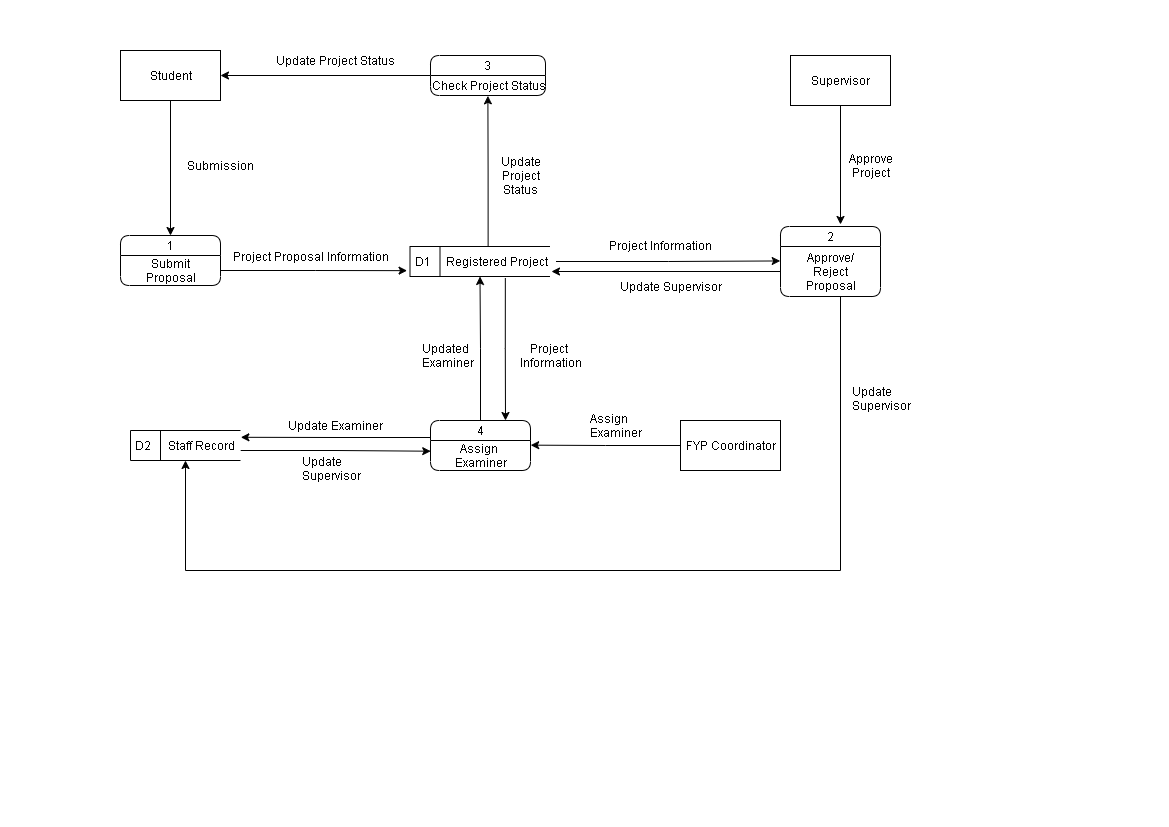 Update Project Status
3
Student
Check Project Status
Supervisor
Submission
Update
Project
Status
Approve
Project
1
Submit
Proposal
Project Proposal Information
D1
Registered Project
Project Information
Update Supervisor
2
Approve/
Reject
Proposal
Updated
Examiner
Project
Information
Update
Supervisor
D2
Staff Record
Update Examiner
Update
Supervisor
4
Assign
Examiner
Assign
Examiner
FYP Coordinator